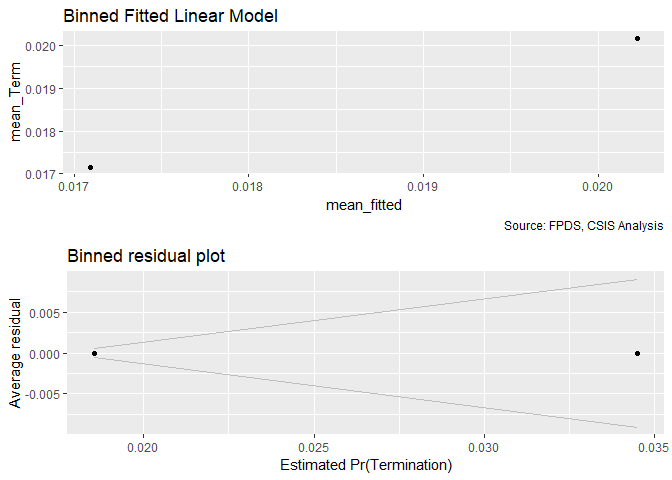 Binned Fitted Linear Model
mean_Term
0.020
0.019
0.018
0.017
0.017 0.018 0.019 0.020
mean_fitted
Source: FPDS, CSIS Analysis
Binned residual plot
Average residual
0.005
0.000
-0.005
0.020 0.025 0.030 0.035
Estimated Pr(Termination)